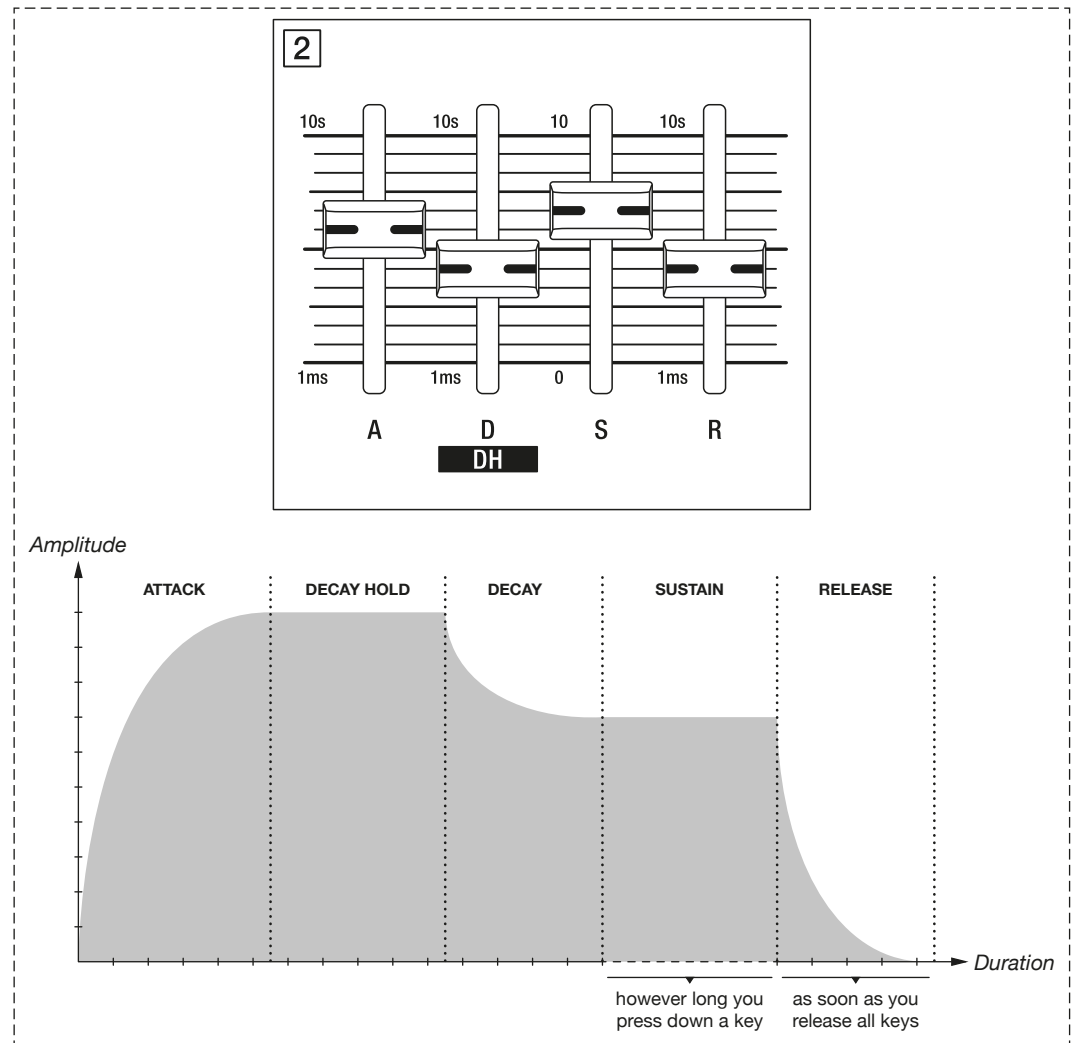 2
10s 10s 10 10s
1ms 1ms 0 1ms
A D S R
DH
Amplitude
ATTACK DECAY HOLD DECAY SUSTAIN RELEASE
Duration
however long you
press down a key
as soon as you
release all keys